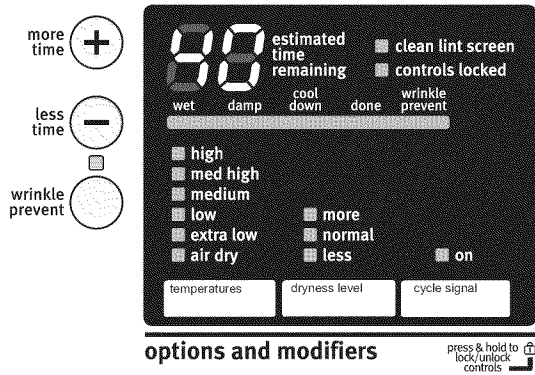 more
time
+
less
time
−
wrinkle
prevent
40
estimated
time
remaining
clean lint screen
controls locked
wet damp cool down done wrinkle prevent
high
med high
medium
low more
extra low normal
air dry less on
temperatures dryness level cycle signal
options and modifiers
press & hold to
lock/unlock
controls